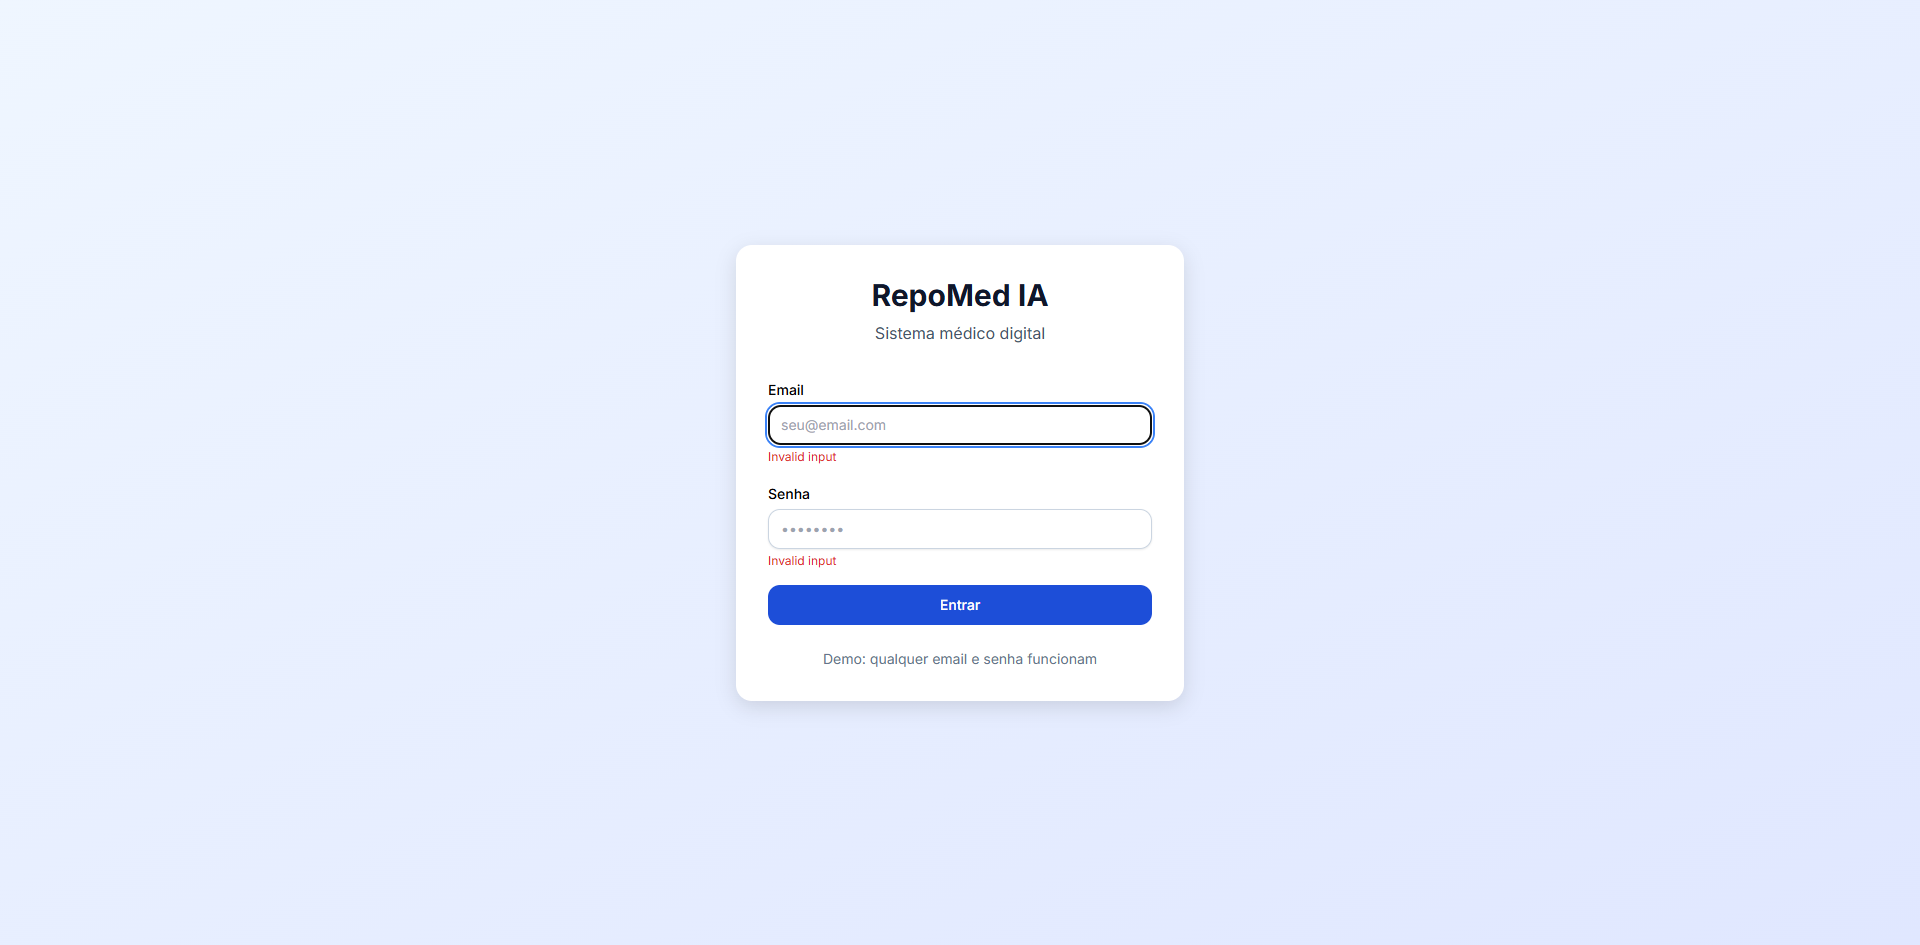 RepoMed IA
Sistema médico digital
Email
seu@email.com
Invalid input
Senha
••••••••
Invalid input
Entrar
Demo: qualquer email e senha funcionam